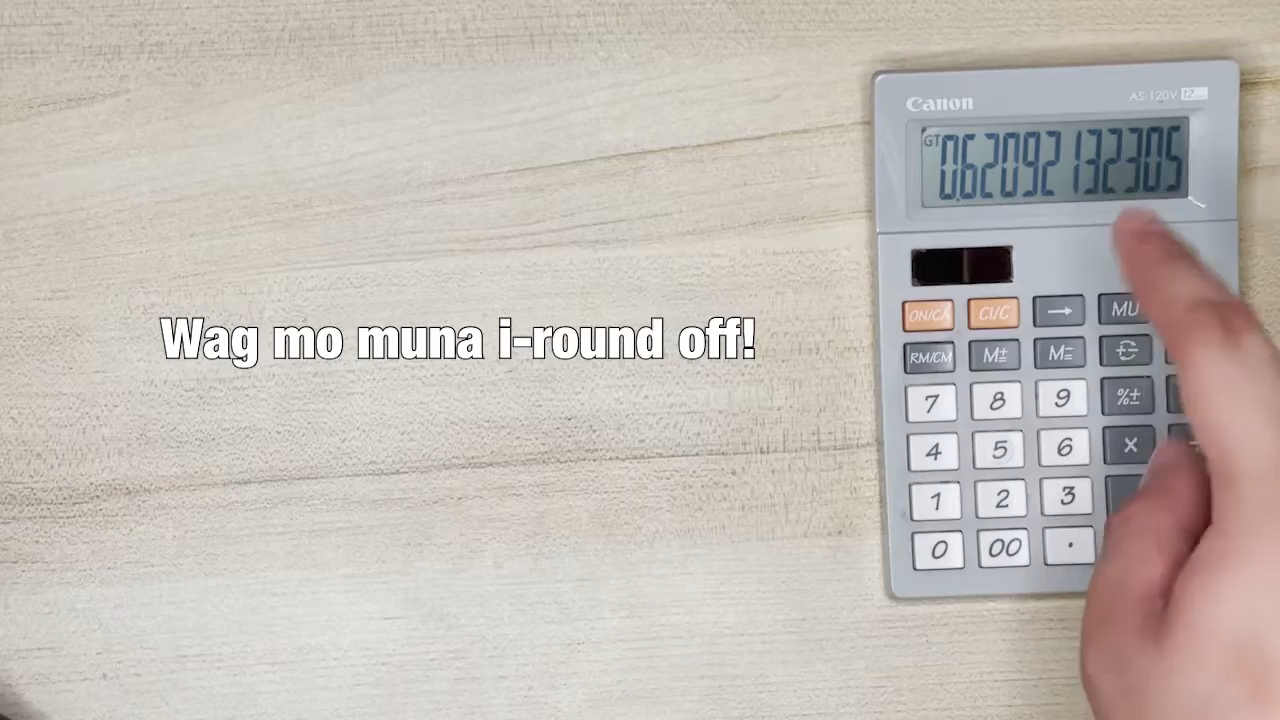 Canon
AS-120V 12
GT
0.62092132305
Wag mo muna i-round off!
ON/CA CI/C → MU
RM/CM M± M= 
7 8 9 %±
4 5 6 X
1 2 3
0 00 .